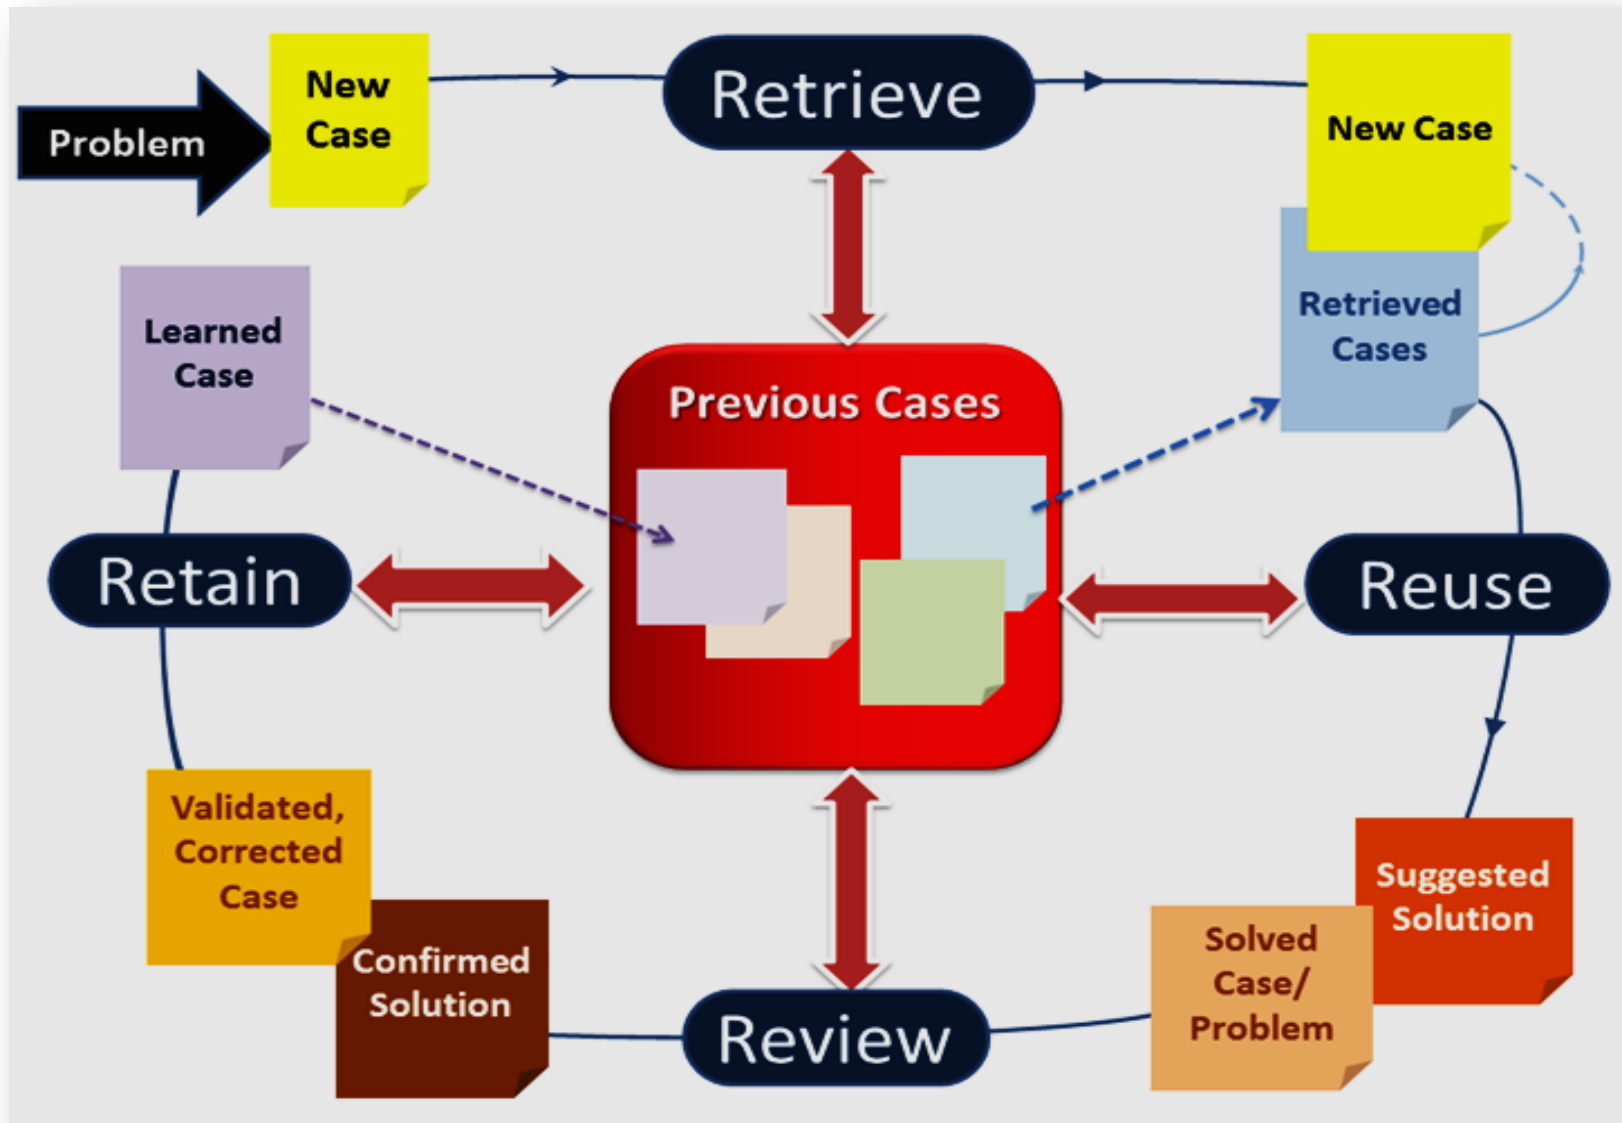 New
Case
Problem
Retrieve
New Case
Retrieved
Cases
Learned
Case
Previous Cases
Retain
Reuse
Validated,
Corrected
Case
Confirmed
Solution
Review
Solved
Case/
Problem
Suggested
Solution